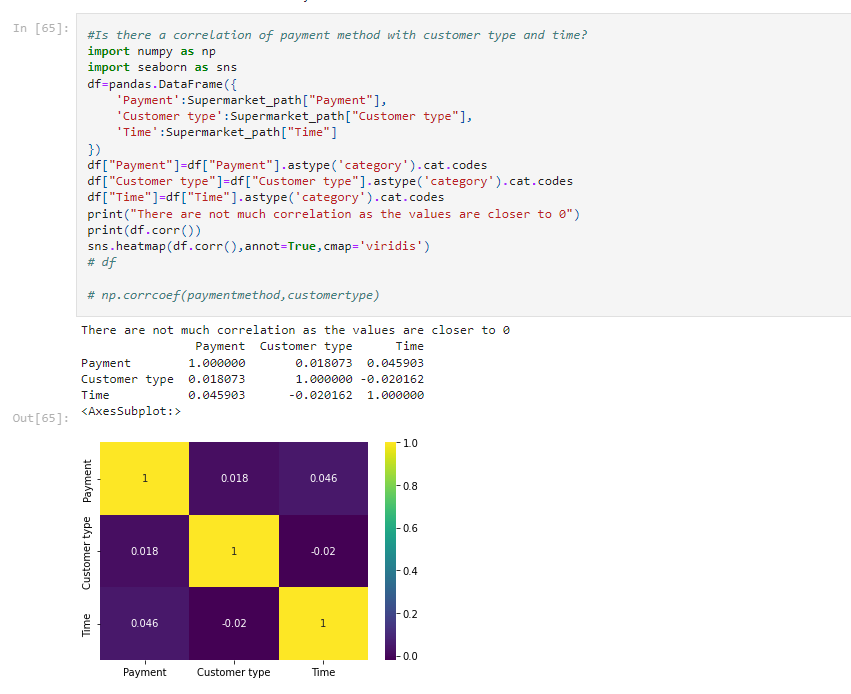 In [65]:
#Is there a correlation of payment method with customer type and time?
import numpy as np
import seaborn as sns
df=pandas.DataFrame({
    'Payment':Supermarket_path["Payment"],
    'Customer type':Supermarket_path["Customer type"],
    'Time':Supermarket_path["Time"]
})
df["Payment"]=df["Payment"].astype('category').cat.codes
df["Customer type"]=df["Customer type"].astype('category').cat.codes
df["Time"]=df["Time"].astype('category').cat.codes
print("There are not much correlation as the values are closer to 0")
print(df.corr())
sns.heatmap(df.corr(),annot=True,cmap='viridis')
# df
# np.corrcoef(paymentmethod,customertype)
There are not much correlation as the values are closer to 0
Payment Customer type Time
Payment 1.000000 0.018073 0.045903
Customer type 0.018073 1.000000 -0.020162
Time 0.045903 -0.020162 1.000000
<AxesSubplot:>
Out[65]:
Payment 1 0.018 0.046
Customer type 0.018 1 -0.02
Time 0.046 -0.02 1
Payment Customer type Time
1.0
0.8
0.6
0.4
0.2
0.0